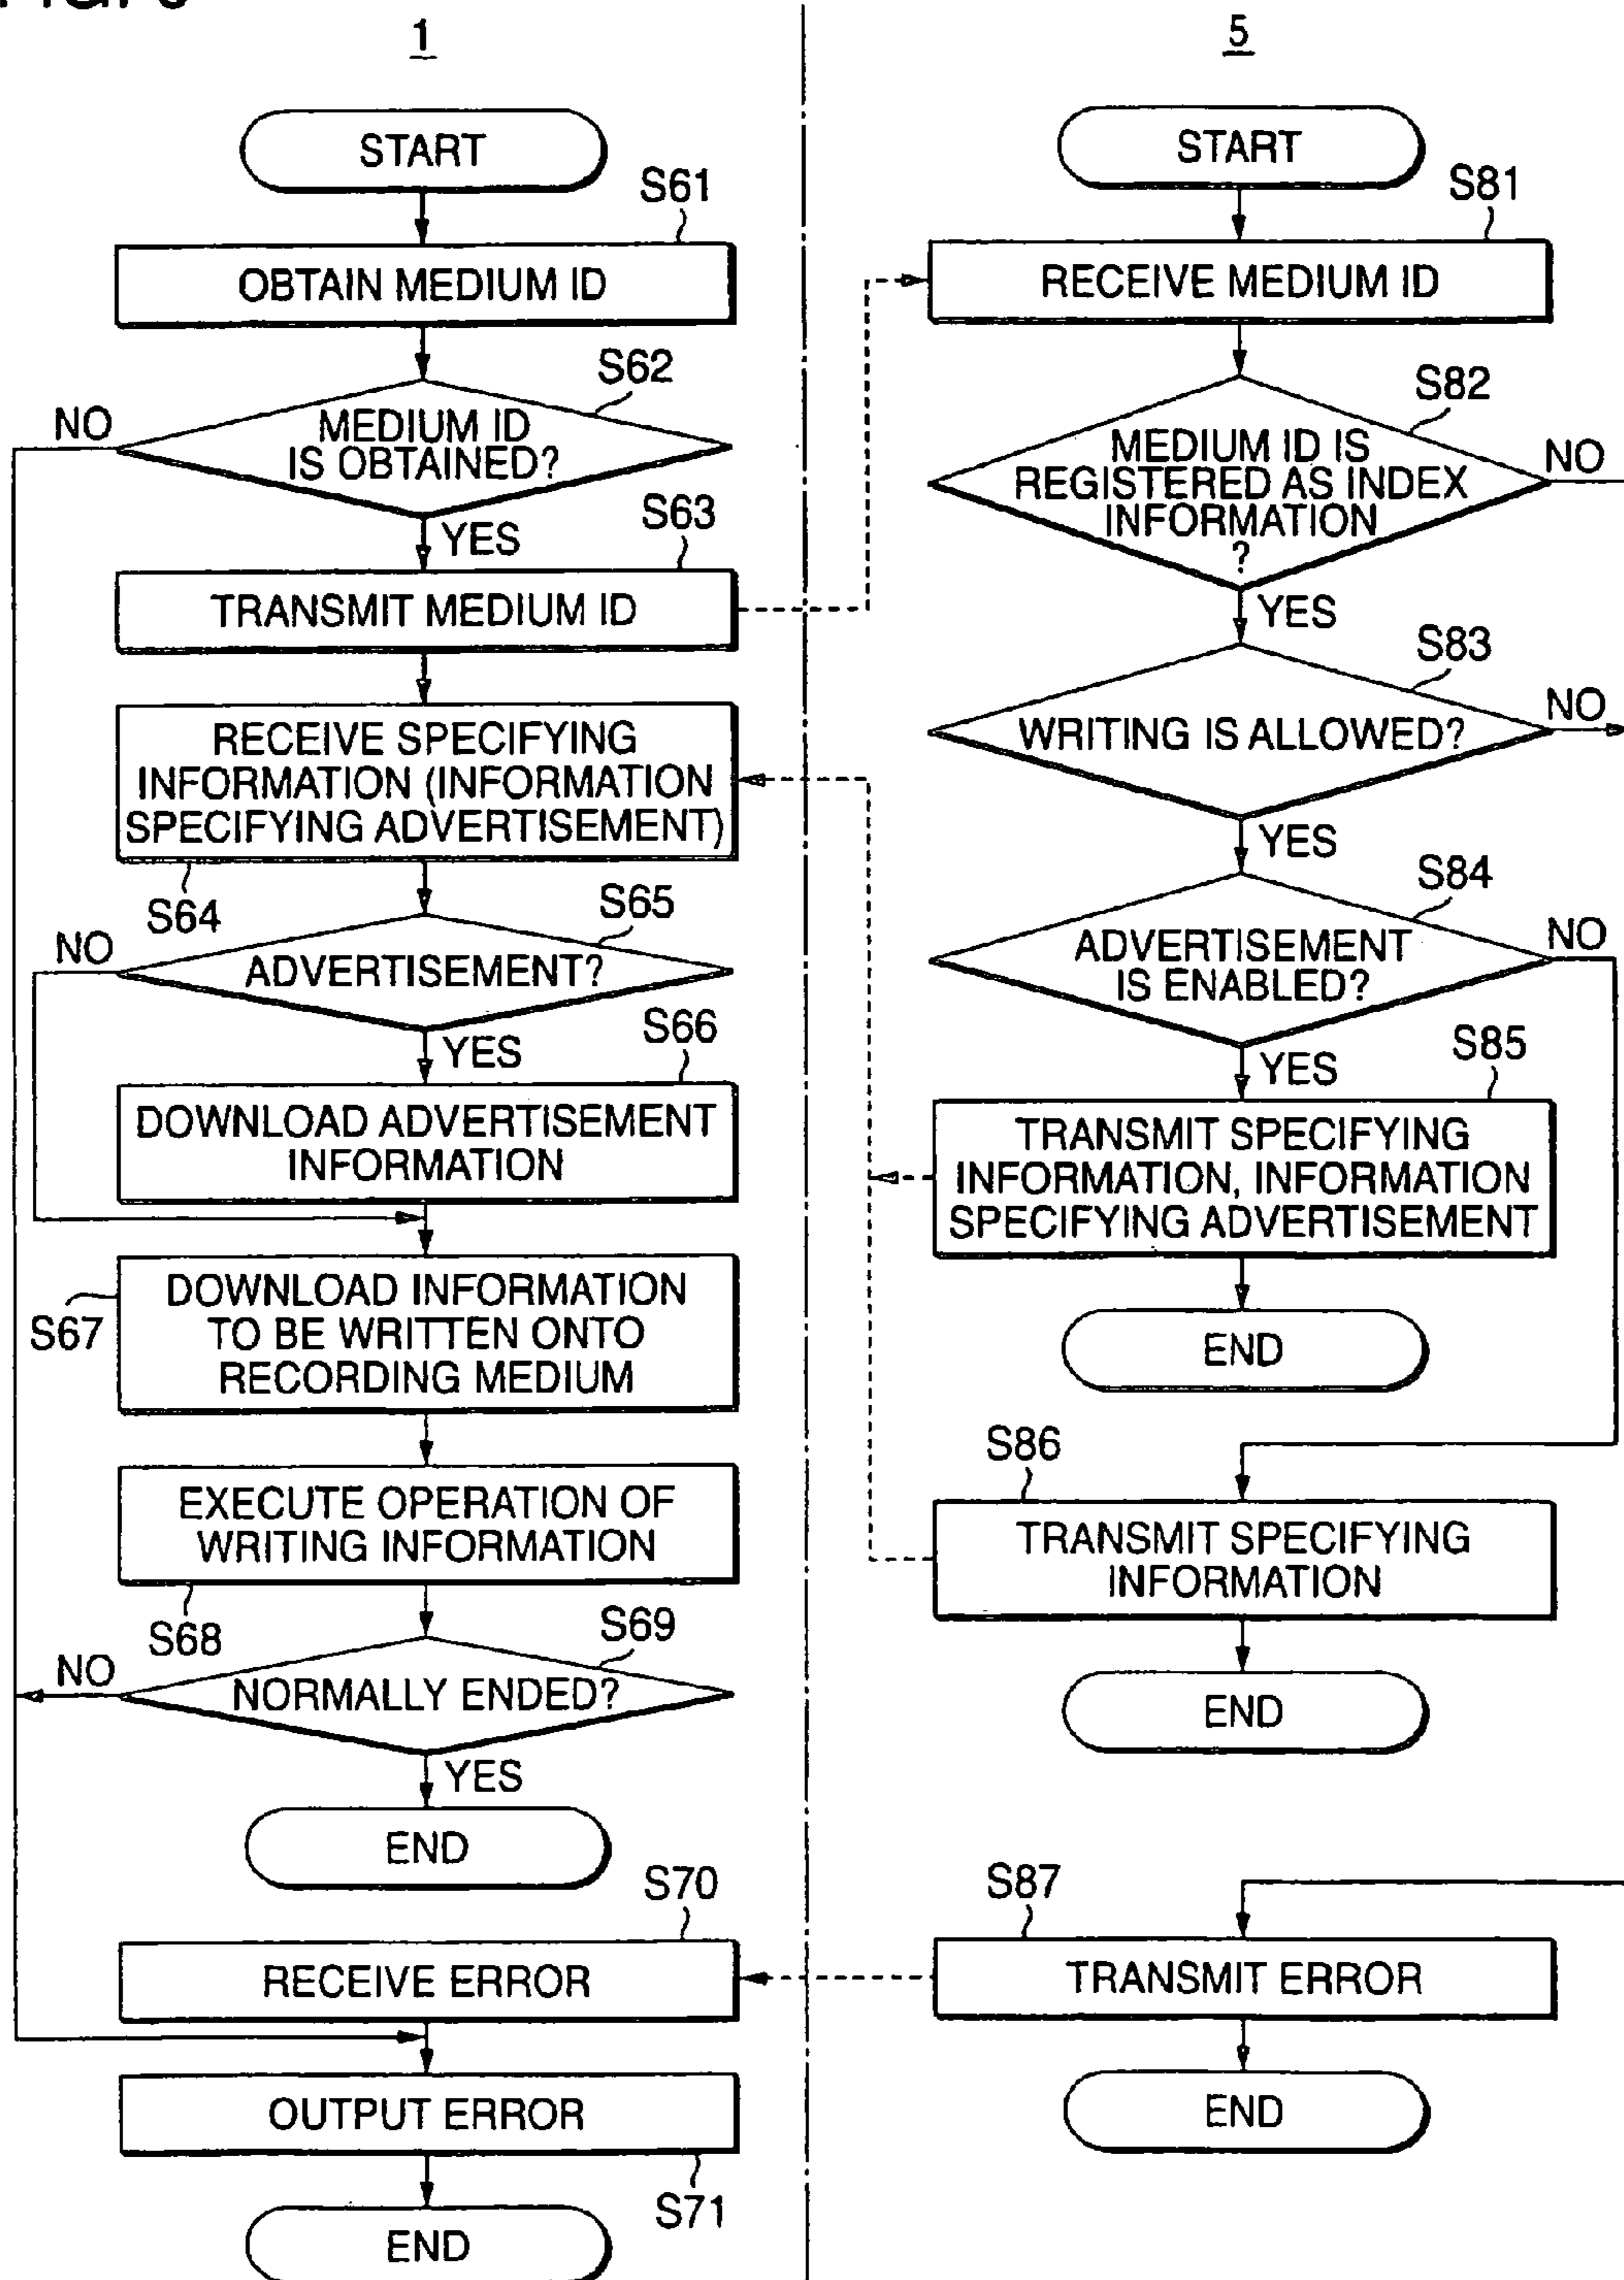 1
START
S61
OBTAIN MEDIUM ID
S62
NO
MEDIUM ID
IS OBTAINED?
YES
S63
TRANSMIT MEDIUM ID
RECEIVE SPECIFYING
INFORMATION (INFORMATION
SPECIFYING ADVERTISEMENT)
S64
S65
NO
ADVERTISEMENT?
YES
S66
DOWNLOAD ADVERTISEMENT
INFORMATION
S67
DOWNLOAD INFORMATION
TO BE WRITTEN ONTO
RECORDING MEDIUM
EXECUTE OPERATION OF
WRITING INFORMATION
S68
S69
NO
NORMALLY ENDED?
YES
END
S70
RECEIVE ERROR
OUTPUT ERROR
S71
END
5
START
S81
RECEIVE MEDIUM ID
S82
MEDIUM ID IS
REGISTERED AS INDEX
INFORMATION
?
NO
YES
S83
WRITING IS ALLOWED?
NO
YES
S84
ADVERTISEMENT
IS ENABLED?
NO
YES
S85
TRANSMIT SPECIFYING
INFORMATION, INFORMATION
SPECIFYING ADVERTISEMENT
END
S86
TRANSMIT SPECIFYING
INFORMATION
END
S87
TRANSMIT ERROR
END